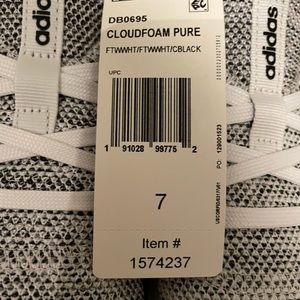 DB0695
CLOUDFOAM PURE
FTWWHT/FTWWHT/CBLACK
UPC
1 91028 99775 2
7
Item #
1574237
adidas
adidas